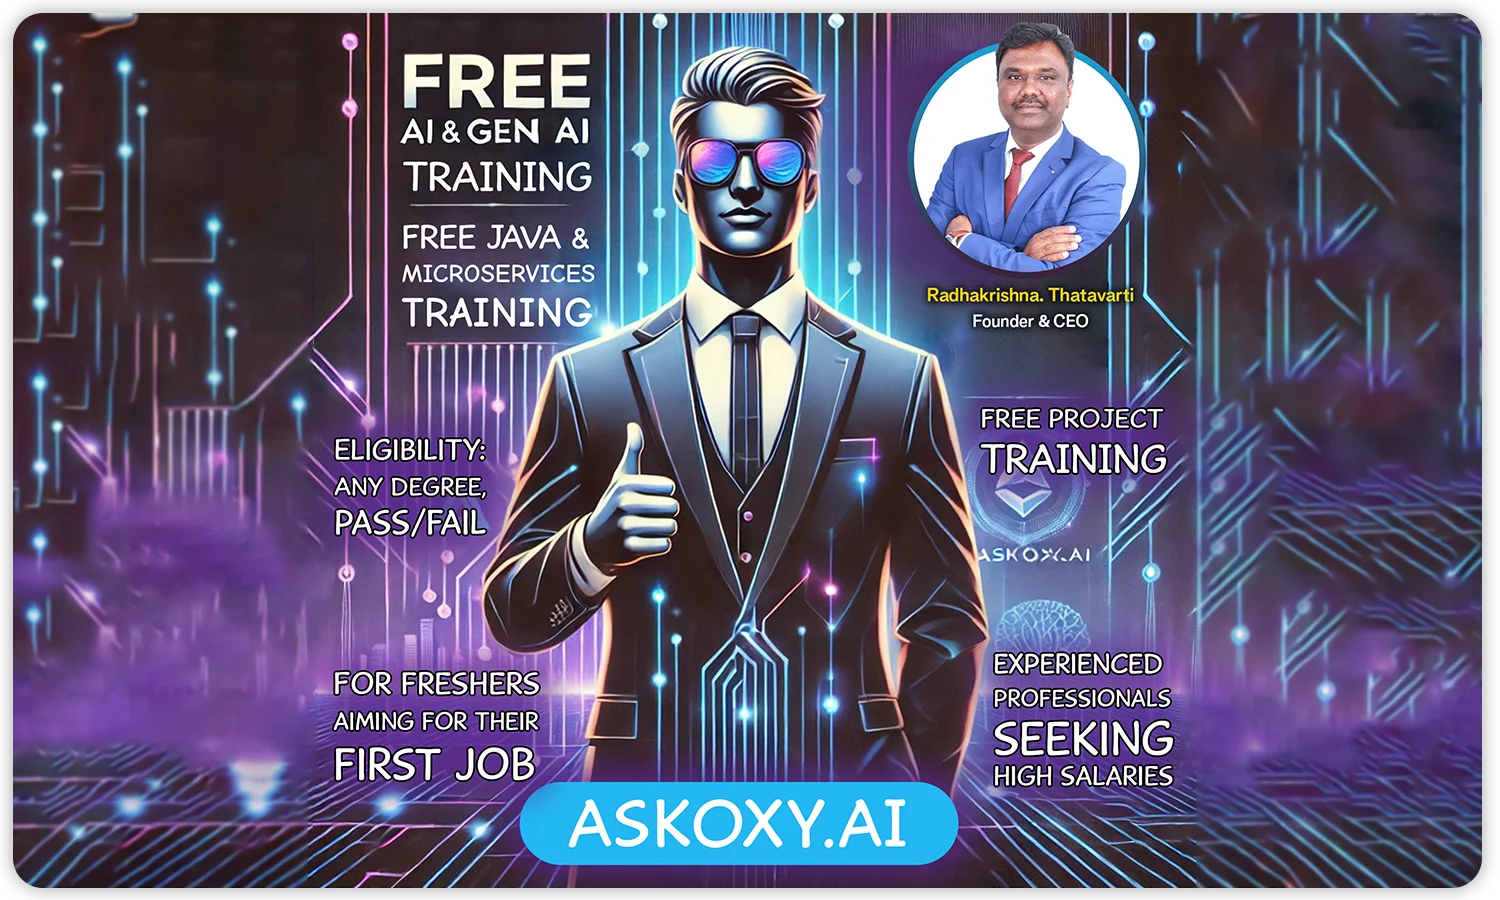 FREE
AI & GEN AI
TRAINING
FREE JAVA &
MICROSERVICES
TRAINING
Radhakrishna. Thatavarti
Founder & CEO
ELIGIBILITY:
ANY DEGREE,
PASS/FAIL
FREE PROJECT
TRAINING
ASKOXY.AI
FOR FRESHERS
AIMING FOR THEIR
FIRST JOB
EXPERIENCED
PROFESSIONALS
SEEKING
HIGH SALARIES
ASKOXY.AI